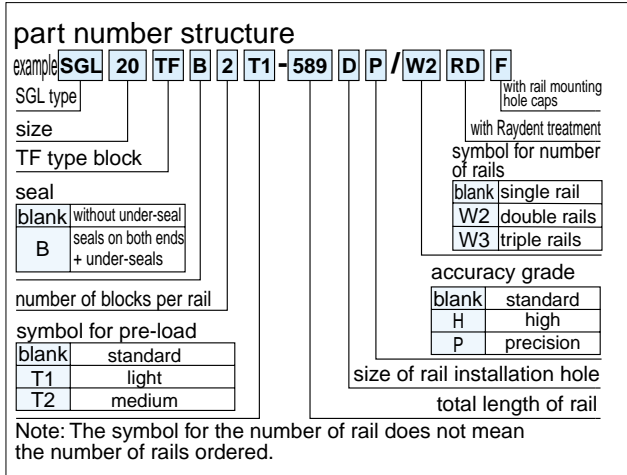 part number structure
example SGL 20 TF B 2 T1 - 589 D P / W2 RD F
SGL type
with rail mounting
hole caps
size
with Raydent treatment
TF type block
symbol for number
of rails
blank single rail
W2 double rails
W3 triple rails
seal
blank without under-seal
B seals on both ends
+ under-seals
accuracy grade
blank standard
H high
P precision
number of blocks per rail
symbol for pre-load
blank standard
T1 light
T2 medium
size of rail installation hole
total length of rail
Note: The symbol for the number of rail does not mean
the number of rails ordered.